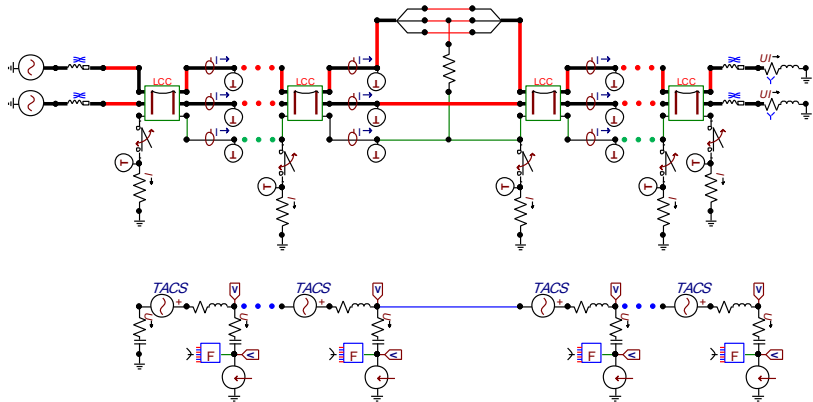 UI UI
LCC LCC LCC LCC
I I I I
I I I I
I I I I
T T T T T T
T T T T T
TACS TACS TACS TACS
V V V V
U U U U U
F F F F
V V V V